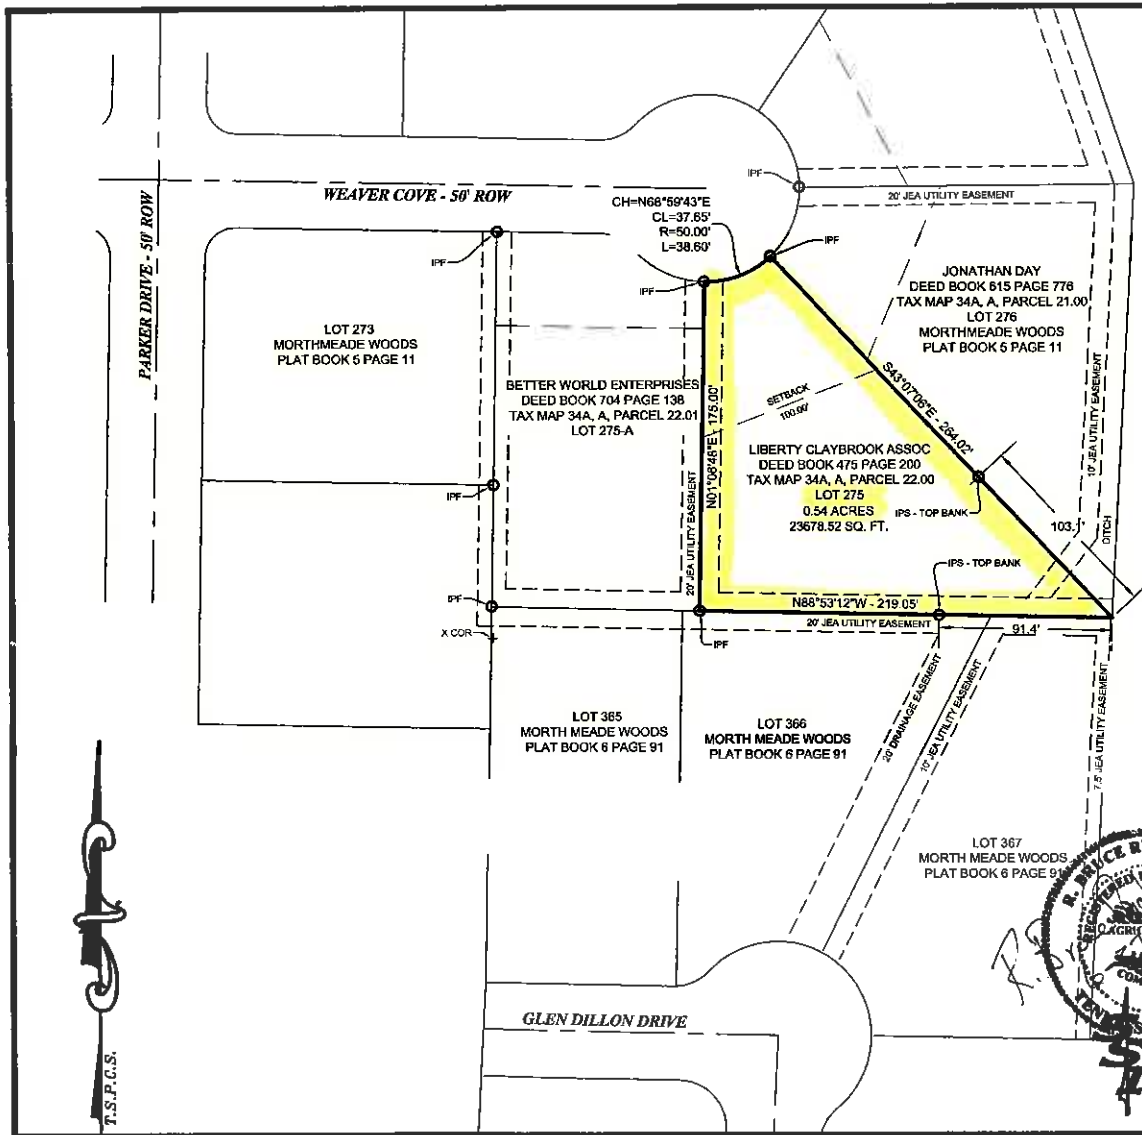 WEAVER COVE - 50' ROW
PARKER DRIVE - 50' ROW
CH=N68°59'43"E
CL=37.65'
R=50.00'
L=38.60'
IPF
IPF
IPF
IPF
20' JEA UTILITY EASEMENT
JONATHAN DAY
DEED BOOK 615 PAGE 776
TAX MAP 34A, A, PARCEL 21.00
LOT 276
MORTHMEADE WOODS
PLAT BOOK 5 PAGE 11
LOT 273
MORTHMEADE WOODS
PLAT BOOK 5 PAGE 11
BETTER WORLD ENTERPRISES
DEED BOOK 704 PAGE 138
TAX MAP 34A, A, PARCEL 22.01
LOT 275-A
N01°08'48"E - 175.00'
20' JEA UTILITY EASEMENT
SETBACK
100.00'
S43°07'06"E - 264.02'
10' JEA UTILITY EASEMENT
DITCH
LIBERTY CLAYBROOK ASSOC
DEED BOOK 475 PAGE 200
TAX MAP 34A, A, PARCEL 22.00
LOT 275
0.54 ACRES
23678.52 SQ. FT.
IPS - TOP BANK
IPF
IPS - TOP BANK
N88°53'12"W - 219.05'
20' JEA UTILITY EASEMENT
91.4'
IPF
X COR
IPF
LOT 365
MORTH MEADE WOODS
PLAT BOOK 6 PAGE 91
LOT 366
MORTH MEADE WOODS
PLAT BOOK 6 PAGE 91
20' DRAINAGE EASEMENT
10' JEA UTILITY EASEMENT
7.5' JEA UTILITY EASEMENT
LOT 367
MORTH MEADE WOODS
PLAT BOOK 6 PAGE 91
R. BRUCE
REGISTERED
GLEN DILLON DRIVE
T.S.P.C.S.